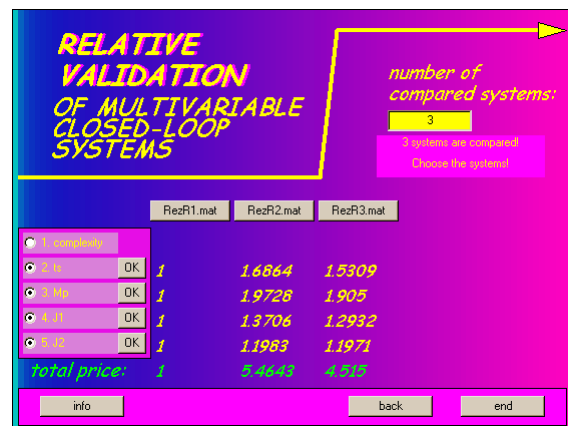 RELATIVE
VALIDATION
OF MULTIVARIABLE
CLOSED-LOOP
SYSTEMS
number of
compared systems:
3
3 systems are compared!
Choose the systems!
RezR1.mat RezR2.mat RezR3.mat
1. complexity
2. ts OK 1 1.6864 1.5309
3. Mp OK 1 1.9728 1.905
4. J1 OK 1 1.3706 1.2932
5. J2 OK 1 1.1983 1.1971
total price: 1 5.4643 4.515
info back end